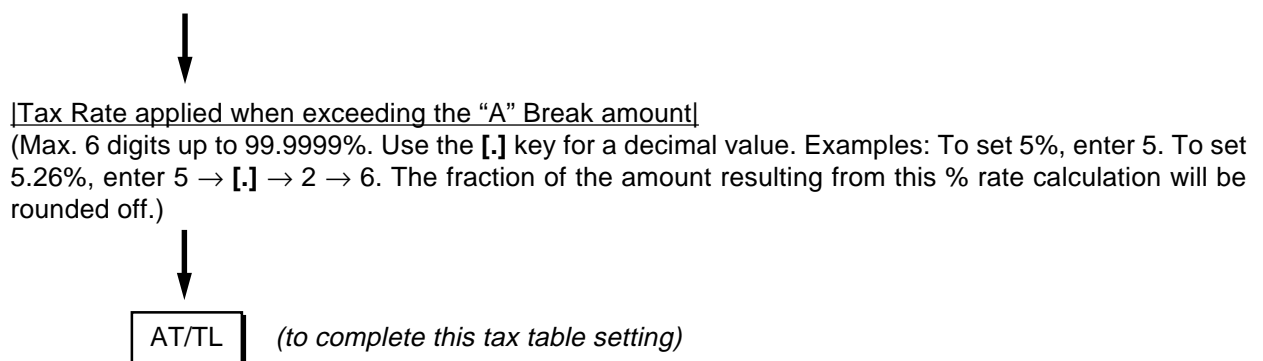 |Tax Rate applied when exceeding the “A” Break amount|
(Max. 6 digits up to 99.9999%. Use the [.] key for a decimal value. Examples: To set 5%, enter 5. To set
5.26%, enter 5 → [.] → 2 → 6. The fraction of the amount resulting from this % rate calculation will be
rounded off.)
AT/TL (to complete this tax table setting)